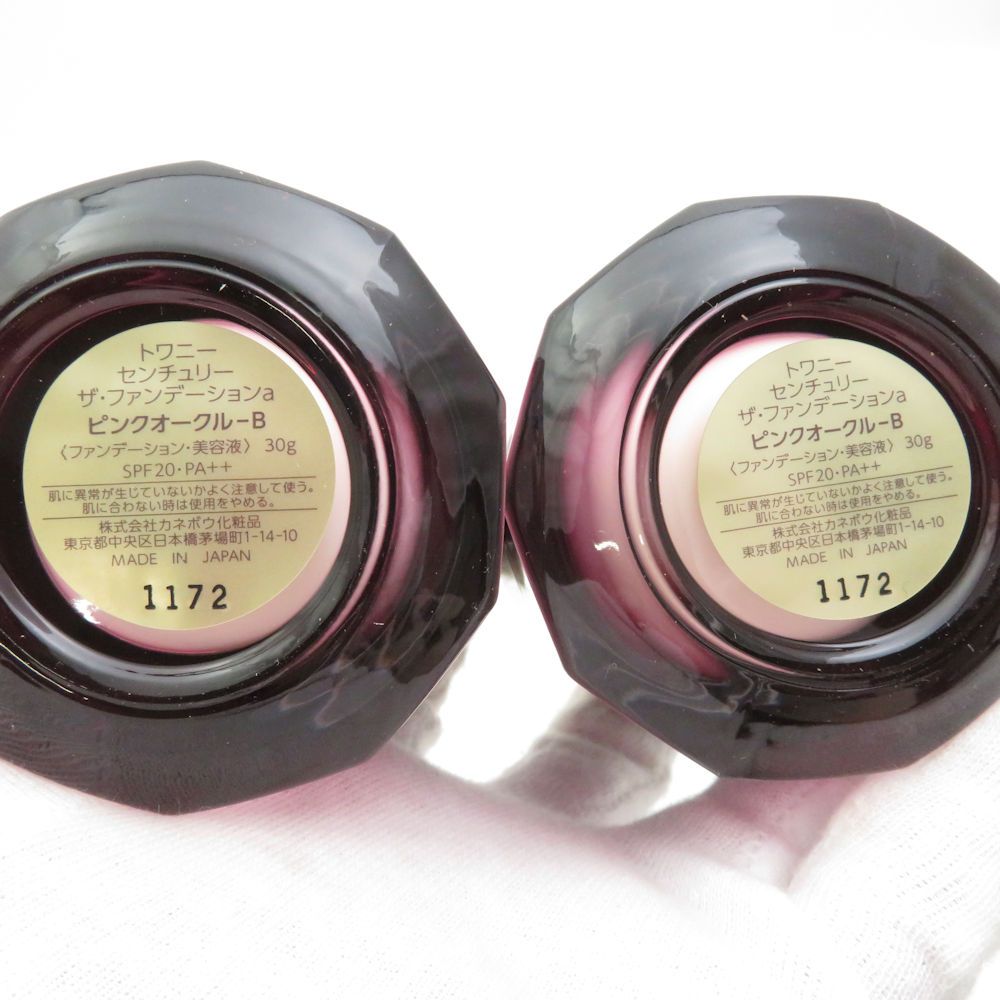 トワニー
センチュリー
ザ・ファンデーションa
ピンクオークル-B
〈ファンデーション・美容液〉 30g
SPF20・PA++
肌に異常が生じていないかよく注意して使う。
肌に合わない時は使用をやめる。
株式会社カネボウ化粧品
東京都中央区日本橋茅場町1-14-10
MADE IN JAPAN
1172
トワニー
センチュリー
ザ・ファンデーションa
ピンクオークル-B
〈ファンデーション・美容液〉 30g
SPF20・PA++
肌に異常が生じていないかよく注意して使う。
肌に合わない時は使用をやめる。
株式会社カネボウ化粧品
東京都中央区日本橋茅場町1-14-10
MADE IN JAPAN
1172